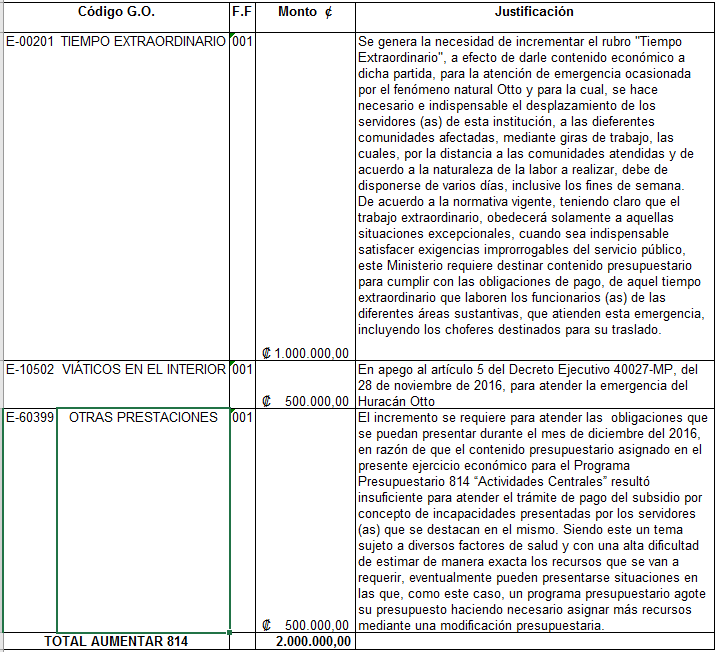 Código G.O. F.F Monto ¢ Justificación
E-00201 TIEMPO EXTRAORDINARIO 001 Se genera la necesidad de incrementar el rubro "Tiempo
Extraordinario", a efecto de darle contenido económico a
dicha partida, para la atención de emergencia ocasionada
por el fenómeno natural Otto y para la cual, se hace
necesario e indispensable el desplazamiento de los
servidores (as) de esta institución, a las dieferentes
comunidades afectadas, mediante giras de trabajo, las
cuales, por la distancia a las comunidades atendidas y de
acuerdo a la naturaleza de la labor a realizar, debe de
disponerse de varios días, inclusive los fines de semana.
De acuerdo a la normativa vigente, teniendo claro que el
trabajo extraordinario, obedecerá solamente a aquellas
situaciones excepcionales, cuando sea indispensable
satisfacer exigencias improrrogables del servicio público,
este Ministerio requiere destinar contenido presupuestario
para cumplir con las obligaciones de pago, de aquel tiempo
extraordinario que laboren los funcionarios (as) de las
diferentes áreas sustantivas, que atienden esta emergencia,
incluyendo los choferes destinados para su traslado.
₡ 1.000.000,00
E-10502 VIÁTICOS EN EL INTERIOR 001 En apego al artículo 5 del Decreto Ejecutivo 40027-MP, del
28 de noviembre de 2016, para atender la emergencia del
₡ 500.000,00 Huracán Otto
E-60399 OTRAS PRESTACIONES 001 El incremento se requiere para atender las obligaciones que
se puedan presentar durante el mes de diciembre del 2016,
en razón de que el contenido presupuestario asignado en el
presente ejercicio económico para el Programa
Presupuestario 814 “Actividades Centrales” resultó
insuficiente para atender el trámite de pago del subsidio por
concepto de incapacidades presentadas por los servidores
(as) que se destacan en el mismo. Siendo este un tema
sujeto a diversos factores de salud y con una alta dificultad
de estimar de manera exacta los recursos que se van a
requerir, eventualmente pueden presentarse situaciones en
las que, como este caso, un programa presupuestario agote
su presupuesto haciendo necesario asignar más recursos
₡ 500.000,00 mediante una modificación presupuestaria.
TOTAL AUMENTAR 814 2.000.000,00